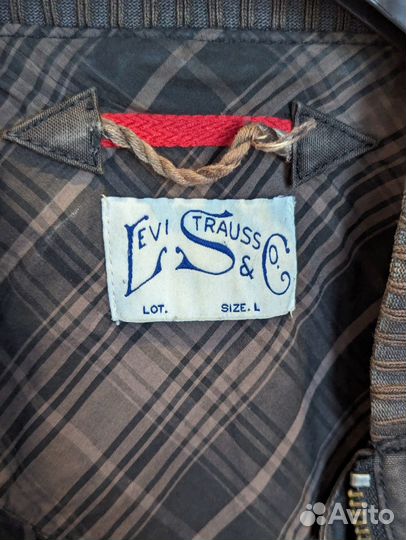 LEVI STRAUSS
& CO.
LOT. SIZE. L
Avito